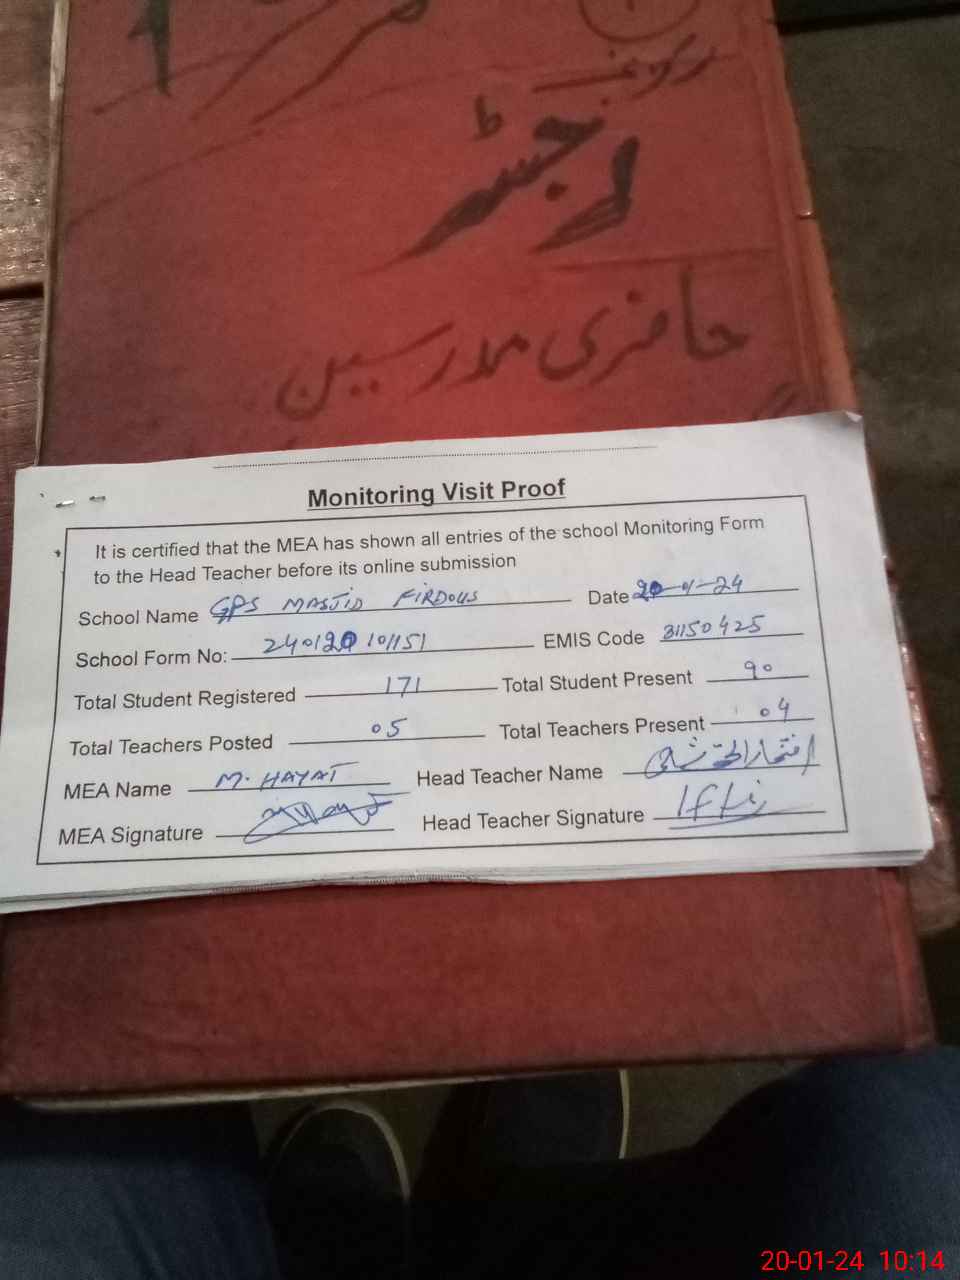 رجسٹر
حاضری مدرسین
Monitoring Visit Proof
It is certified that the MEA has shown all entries of the school Monitoring Form
to the Head Teacher before its online submission
School Name GPS MASJID FIRDOUS Date 20-1-24
School Form No: 240120101151 EMIS Code 31150425
Total Student Registered 171 Total Student Present 90
Total Teachers Posted 05 Total Teachers Present 04
MEA Name M. HAYAT Head Teacher Name
MEA Signature Head Teacher Signature Ifti
20-01-24 10:14